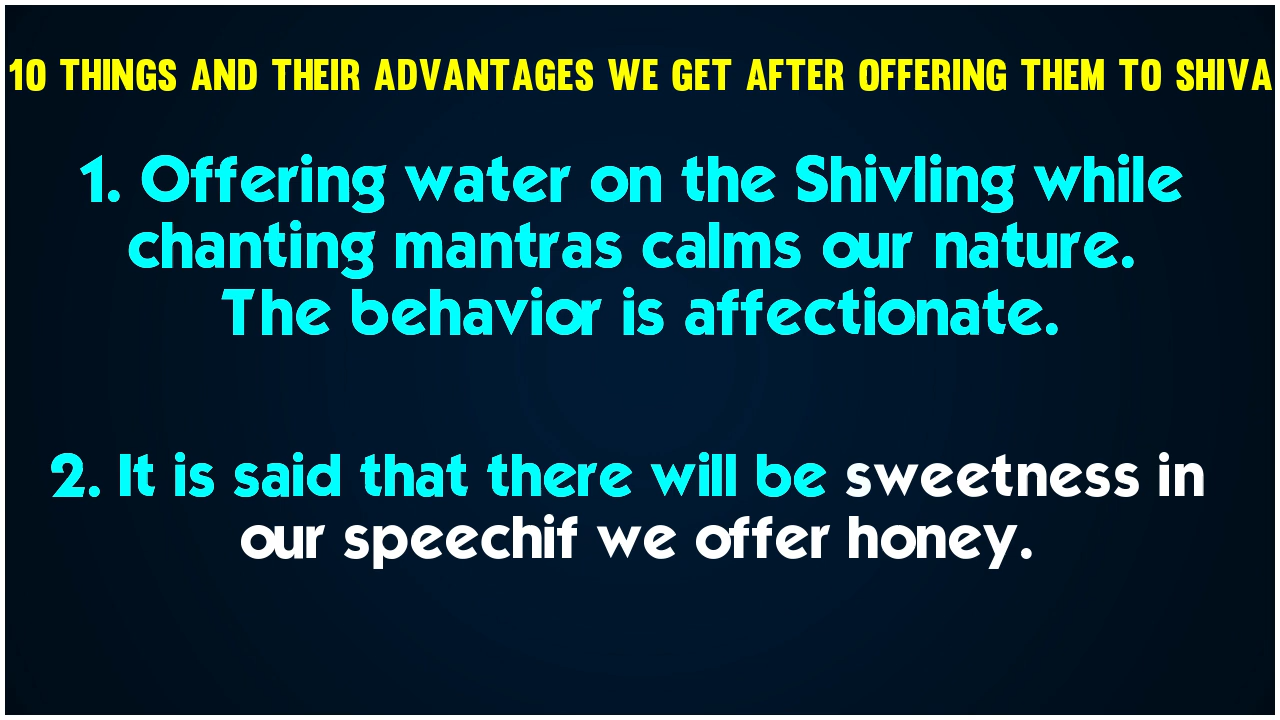 10 THINGS AND THEIR ADVANTAGES WE GET AFTER OFFERING THEM TO SHIVA
1. Offering water on the Shivling while
chanting mantras calms our nature.
The behavior is affectionate.
2. It is said that there will be sweetness in
our speechif we offer honey.